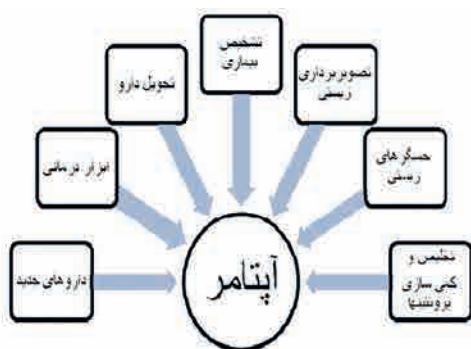 تشخیص
بیماری
تحویل دارو
تصویربرداری
زیستی
ابزار درمانی
حسگرهای
زیستی
داروهای جدید
آپتامر
تخلیص و
کمی سازی
پروتئینها